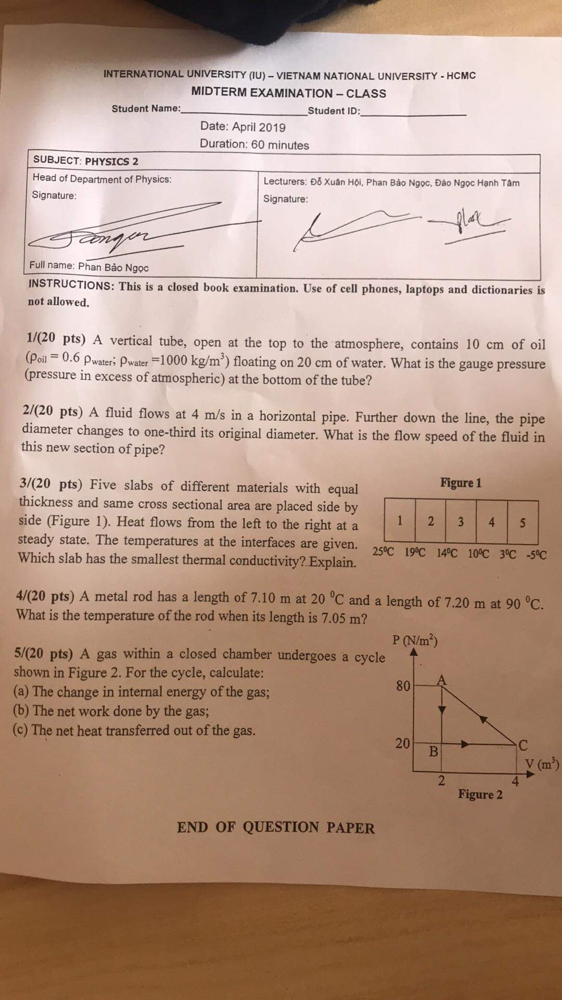 INTERNATIONAL UNIVERSITY (IU) – VIETNAM NATIONAL UNIVERSITY - HCMC
MIDTERM EXAMINATION – CLASS
Student Name:____________________Student ID:________________
Date: April 2019
Duration: 60 minutes
SUBJECT: PHYSICS 2
Head of Department of Physics:
Signature:
Full name: Phan Bảo Ngọc
Lecturers: Đỗ Xuân Hội, Phan Bảo Ngọc, Đào Ngọc Hạnh Tâm
Signature:
INSTRUCTIONS: This is a closed book examination. Use of cell phones, laptops and dictionaries is
not allowed.
1/(20 pts) A vertical tube, open at the top to the atmosphere, contains 10 cm of oil
(ρoil = 0.6 ρwater; ρwater =1000 kg/m³) floating on 20 cm of water. What is the gauge pressure
(pressure in excess of atmospheric) at the bottom of the tube?
2/(20 pts) A fluid flows at 4 m/s in a horizontal pipe. Further down the line, the pipe
diameter changes to one-third its original diameter. What is the flow speed of the fluid in
this new section of pipe?
3/(20 pts) Five slabs of different materials with equal
thickness and same cross sectional area are placed side by
side (Figure 1). Heat flows from the left to the right at a
steady state. The temperatures at the interfaces are given.
Which slab has the smallest thermal conductivity? Explain.
Figure 1
1 2 3 4 5
25⁰C 19⁰C 14⁰C 10⁰C 3⁰C -5⁰C
4/(20 pts) A metal rod has a length of 7.10 m at 20 ⁰C and a length of 7.20 m at 90 ⁰C.
What is the temperature of the rod when its length is 7.05 m?
5/(20 pts) A gas within a closed chamber undergoes a cycle
shown in Figure 2. For the cycle, calculate:
(a) The change in internal energy of the gas;
(b) The net work done by the gas;
(c) The net heat transferred out of the gas.
P (N/m²)
80 A
20 B C
V (m³)
2 4
Figure 2
END OF QUESTION PAPER